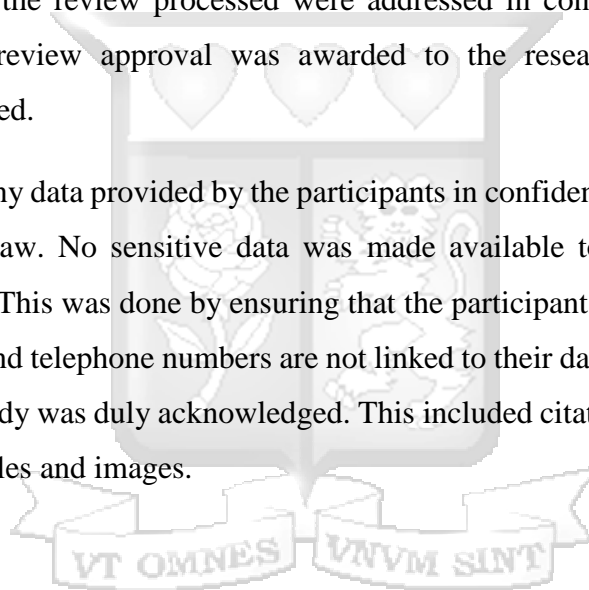 the review processed were addressed in con
review approval was awarded to the resea
ed.
ny data provided by the participants in confiden
aw. No sensitive data was made available to
This was done by ensuring that the participant
nd telephone numbers are not linked to their da
dy was duly acknowledged. This included citat
les and images.
VT OMNES VNVM SINT